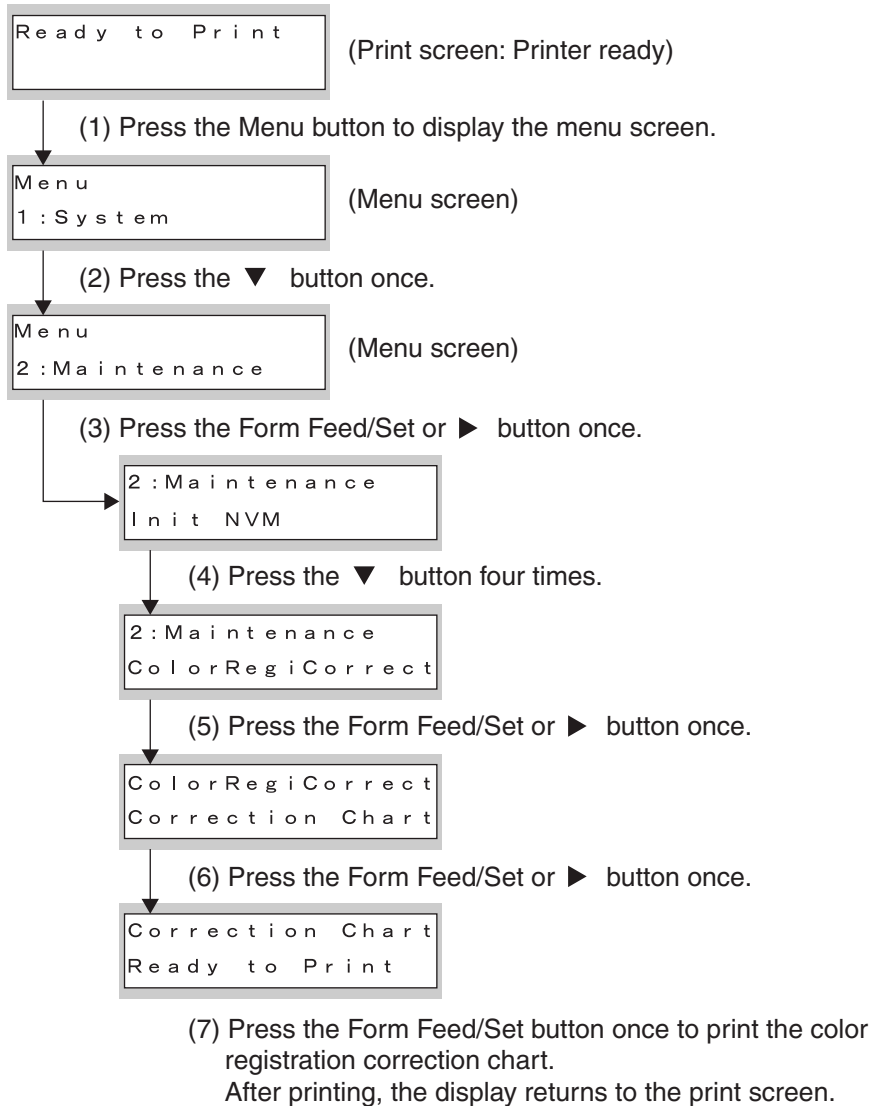 Ready to Print
(Print screen: Printer ready)
(1) Press the Menu button to display the menu screen.
Menu
1:System
(Menu screen)
(2) Press the ▼ button once.
Menu
2:Maintenance
(Menu screen)
(3) Press the Form Feed/Set or ▶ button once.
2:Maintenance
Init NVM
(4) Press the ▼ button four times.
2:Maintenance
ColorRegiCorrect
(5) Press the Form Feed/Set or ▶ button once.
ColorRegiCorrect
Correction Chart
(6) Press the Form Feed/Set or ▶ button once.
Correction Chart
Ready to Print
(7) Press the Form Feed/Set button once to print the color
registration correction chart.
After printing, the display returns to the print screen.